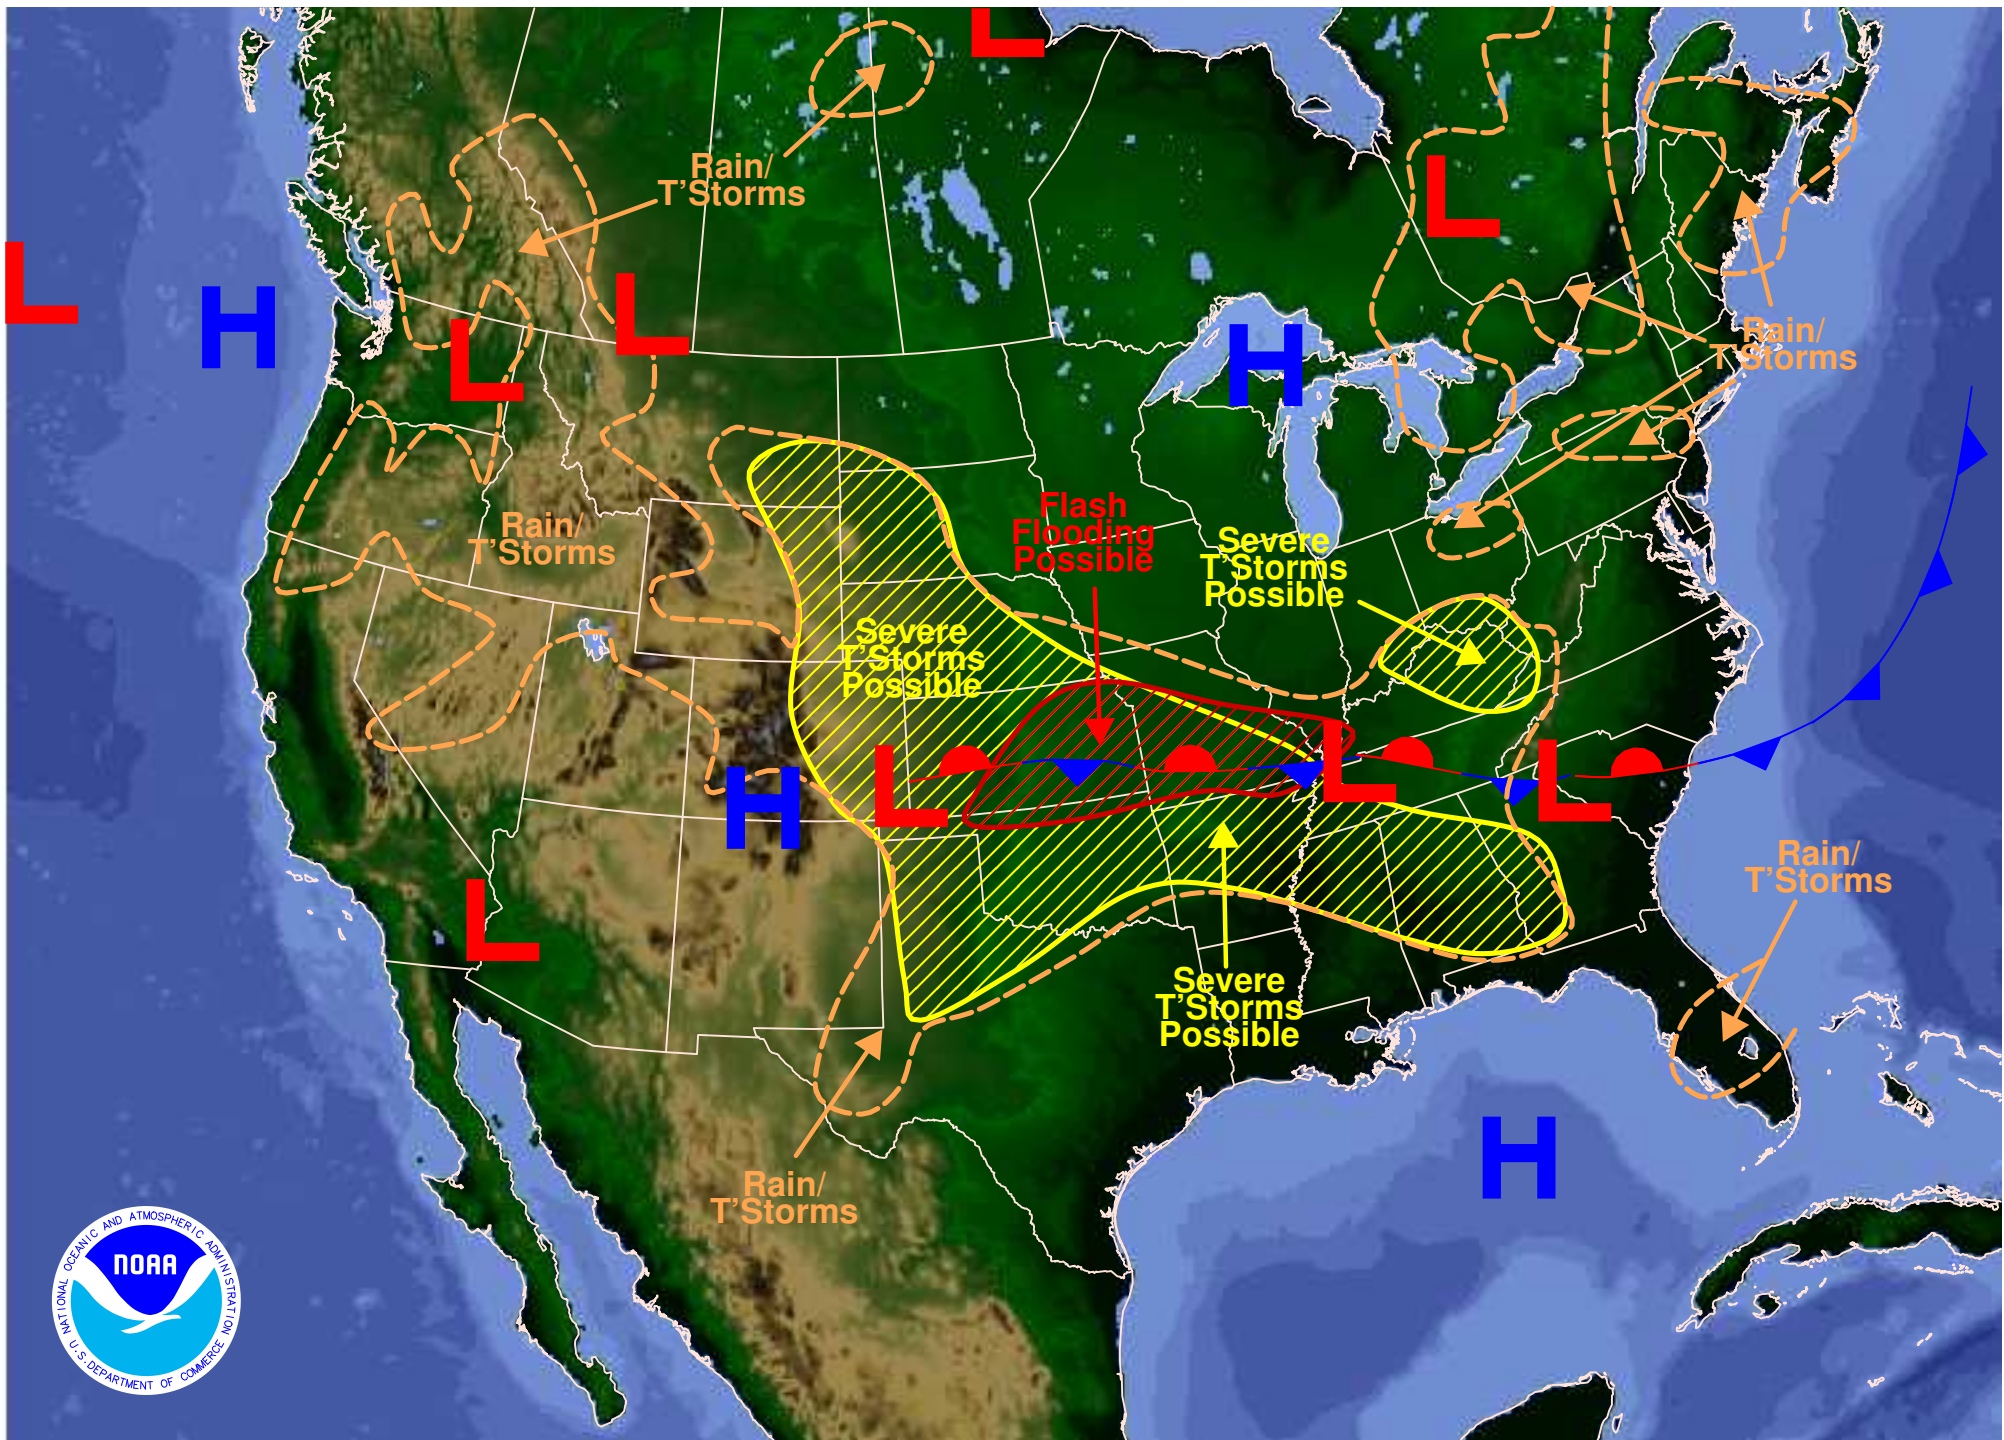 L
Rain/
T'Storms
L
L
H
L
L
H
Rain/
T'Storms
Rain/
T'Storms
Flash
Flooding
Possible
Severe
T'Storms
Possible
Severe
T'Storms
Possible
L
L
L
H
Rain/
T'Storms
L
Severe
T'Storms
Possible
H
Rain/
T'Storms
NATIONAL OCEANIC AND ATMOSPHERIC ADMINISTRATION
NOAA
U.S. DEPARTMENT OF COMMERCE